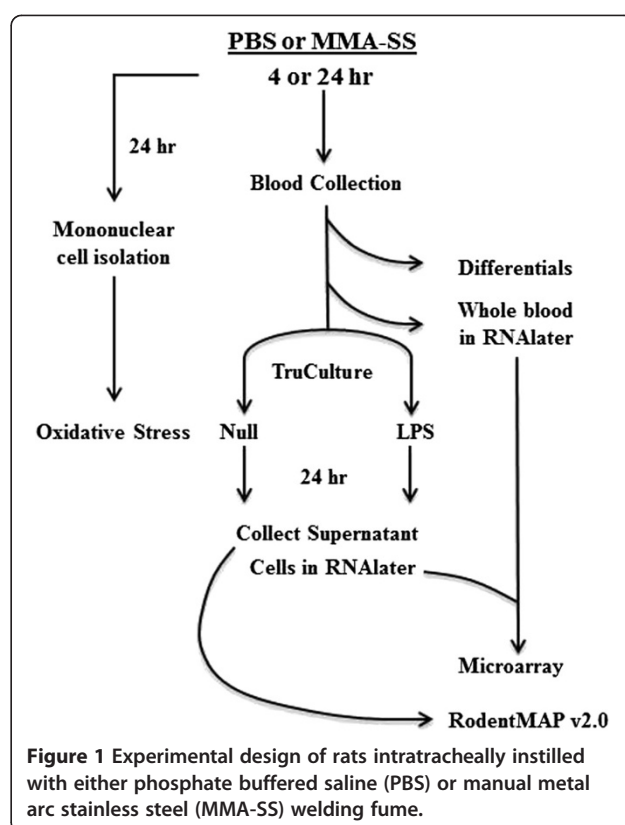 PBS or MMA-SS
4 or 24 hr
24 hr
Blood Collection
Mononuclear
cell isolation
Differentials
Whole blood
in RNAlater
TruCulture
Oxidative Stress
Null
LPS
24 hr
Collect Supernatant
Cells in RNAlater
Microarray
RodentMAP v2.0
Figure 1 Experimental design of rats intratracheally instilled
with either phosphate buffered saline (PBS) or manual metal
arc stainless steel (MMA-SS) welding fume.